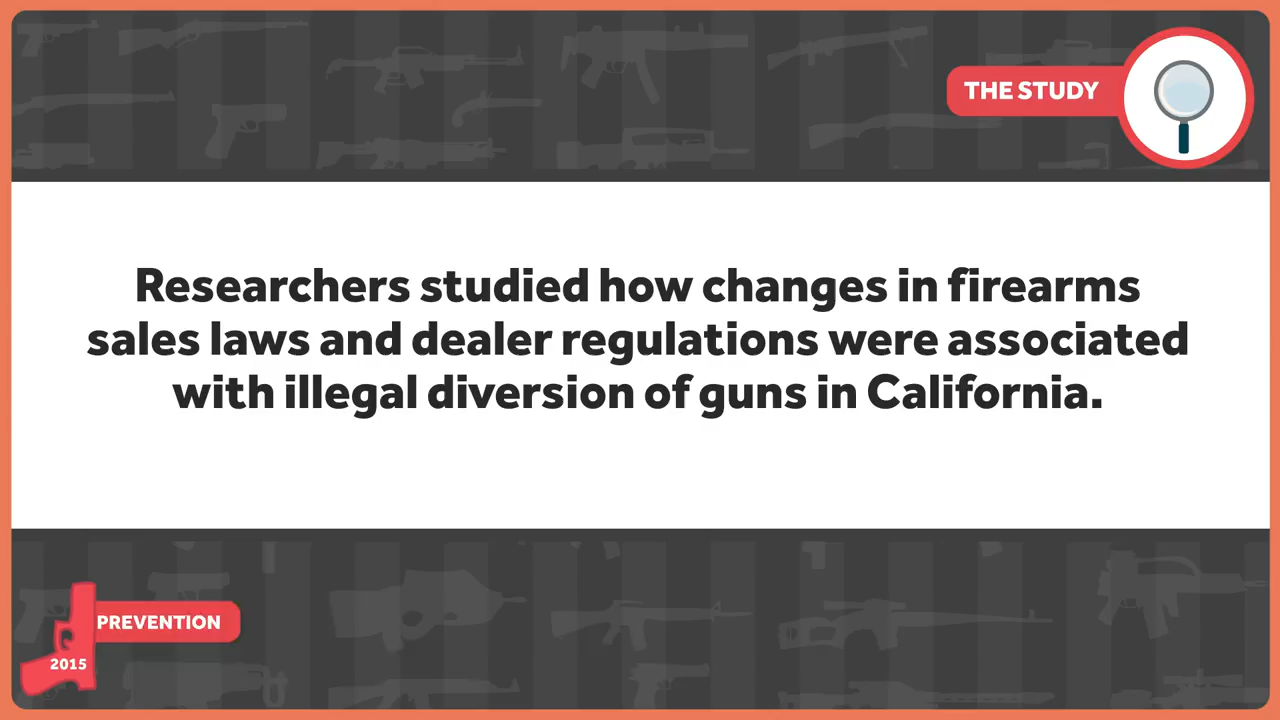 THE STUDY
Researchers studied how changes in firearms
sales laws and dealer regulations were associated
with illegal diversion of guns in California.
PREVENTION
2015